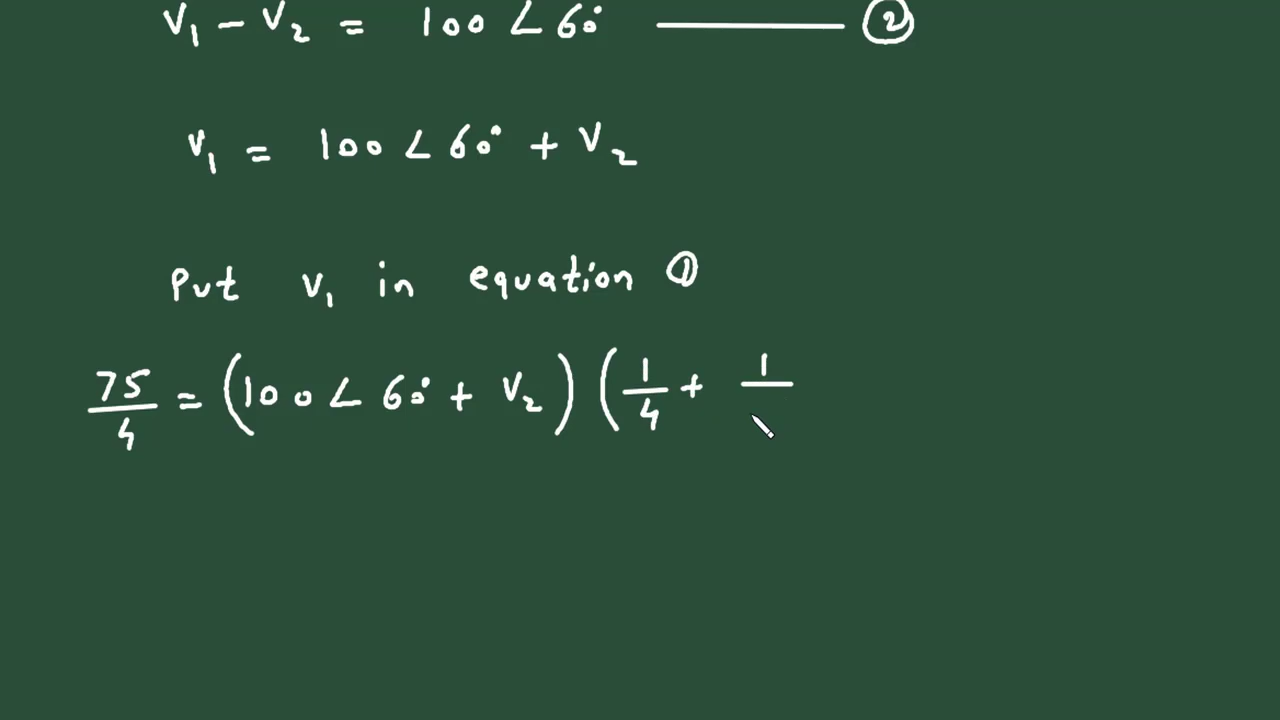 V₁ - V₂ = 100 ∠60° ——— ②
V₁ = 100 ∠60° + V₂
Put V₁ in equation ①
75/4 = (100 ∠ 60° + V₂) (1/4 + 1/